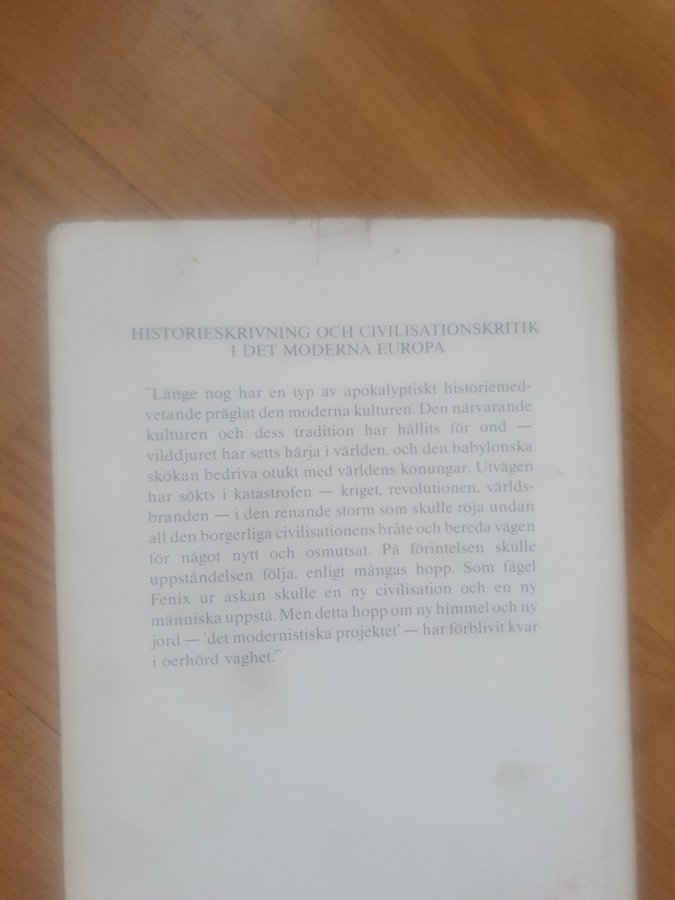 HISTORIESKRIVNING OCH CIVILISATIONSKRITIK
I DET MODERNA EUROPA
"Länge nog har en typ av apokalyptiskt historiemed-
vetande präglat den moderna kulturen. Den närvarande
kulturen och dess tradition har hållits för ond —
vilddjuret har setts härja i världen, och den babylonska
skökan bedriva otukt med världens konungar. Utvägen
har sökts i katastrofen — kriget, revolutionen, världs-
branden — i den renande storm som skulle röja undan
all den borgerliga civilisationens bråte och bereda vägen
för något nytt och osmutsat. På förintelsen skulle
uppståndelsen följa, enligt mångas hopp. Som fågel
Fenix ur askan skulle en ny civilisation och en ny
människa uppstå. Men detta hopp om ny himmel och ny
jord — 'det modernistiska projektet' — har förblivit kvar
i oerhörd vaghet."